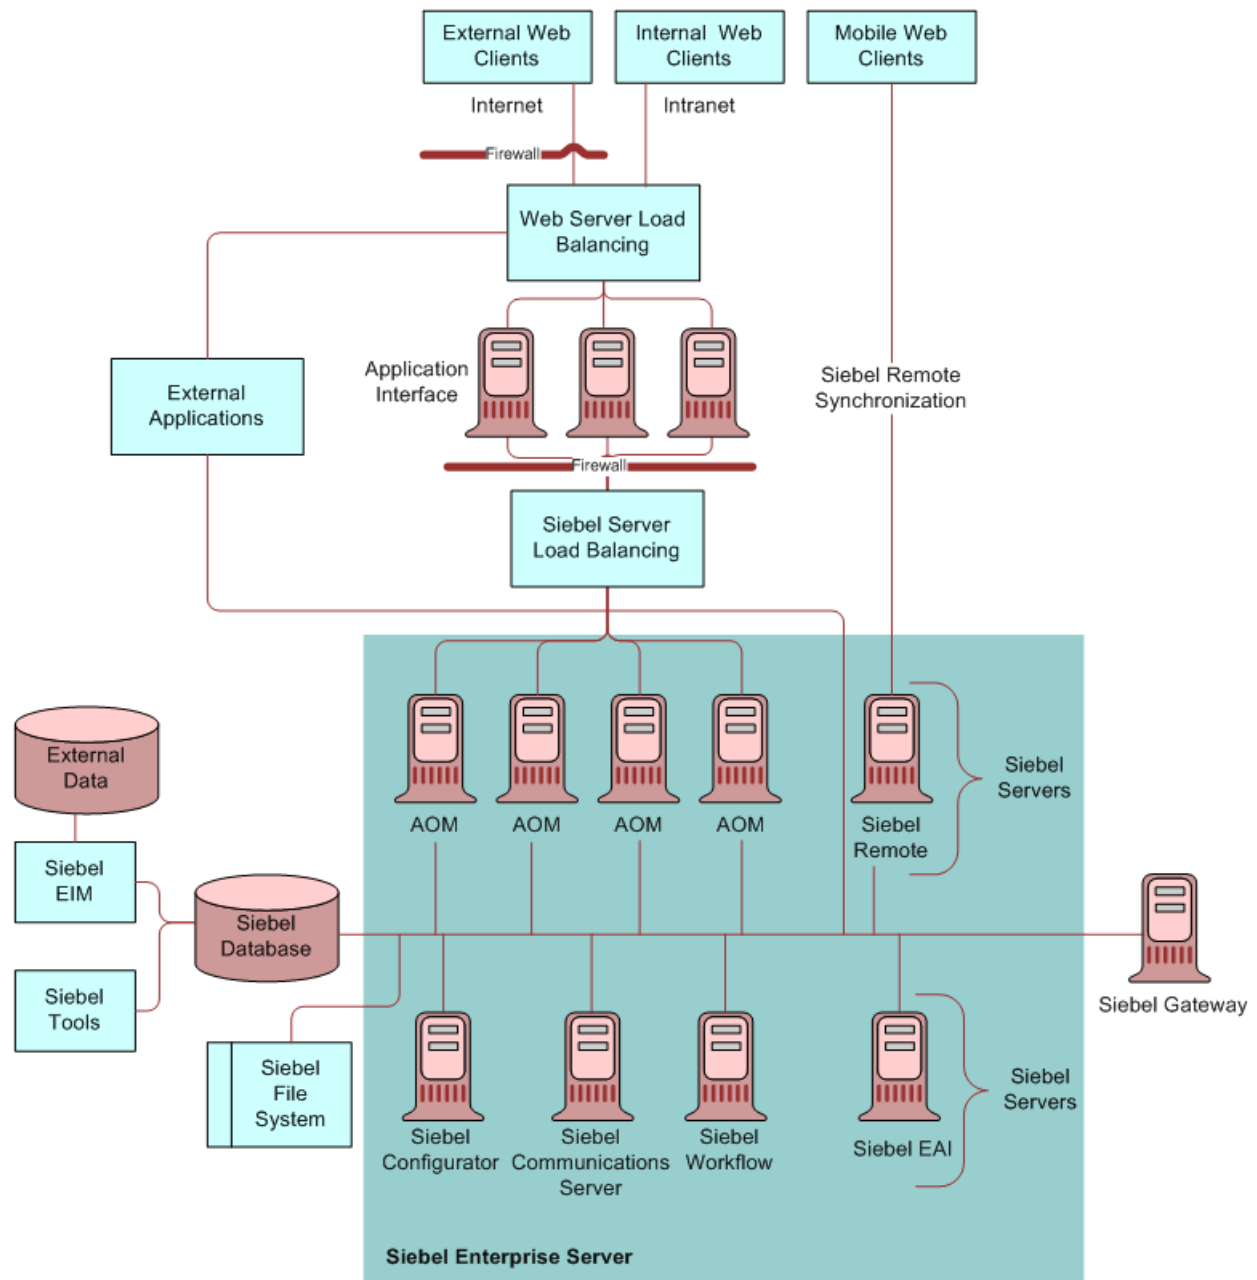 External Web
Clients
Internal Web
Clients
Mobile Web
Clients
Internet
Intranet
Firewall
Web Server Load
Balancing
Application
Interface
External
Applications
Siebel Remote
Synchronization
Firewall
Siebel Server
Load Balancing
External
Data
AOM
AOM
AOM
AOM
Siebel
Remote
Siebel
Servers
Siebel
EIM
Siebel
Database
Siebel
Tools
Siebel Gateway
Siebel
File
System
Siebel
Configurator
Siebel
Communications
Server
Siebel
Workflow
Siebel EAI
Siebel
Servers
Siebel Enterprise Server